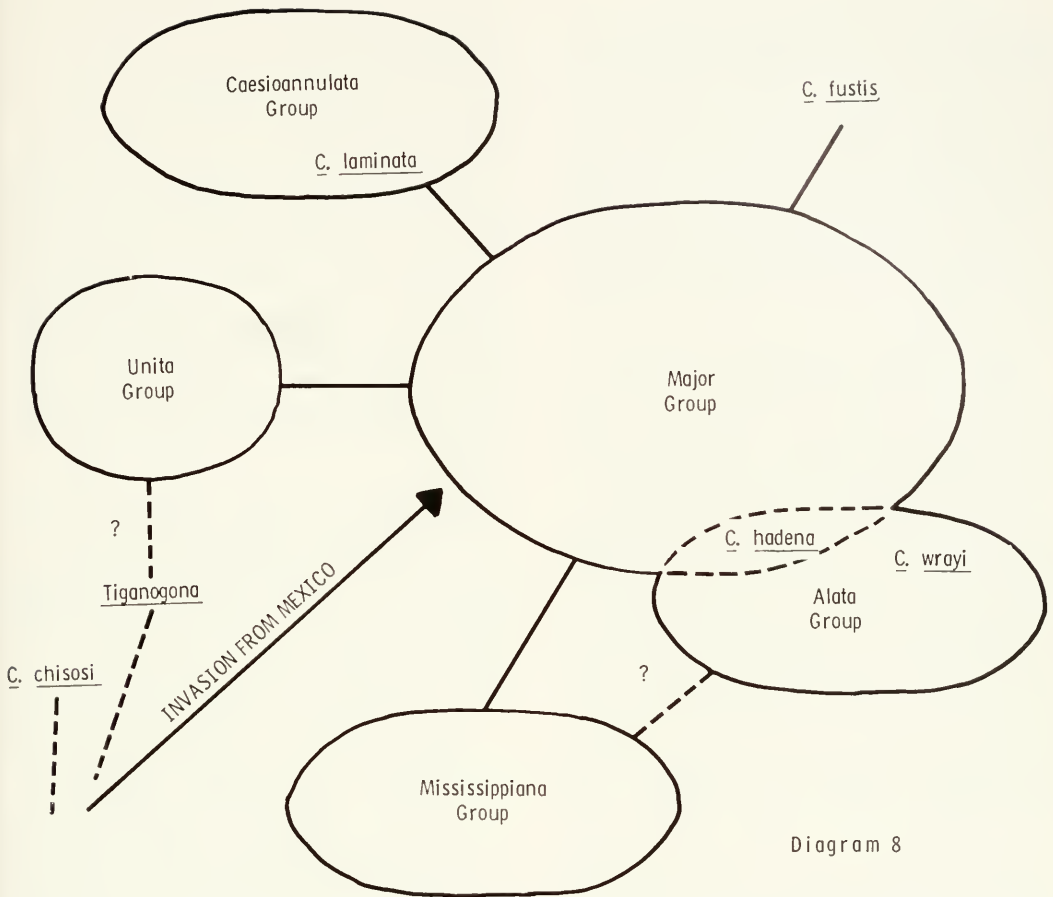 Caesioannulata
Group
C. laminata
C. fustis
Unita
Group
Major
Group
?
C. hadena
C. wrayi
Tiganogona
Alata
Group
INVASION FROM MEXICO
C. chisosi
?
Mississippiana
Group
Diagram 8